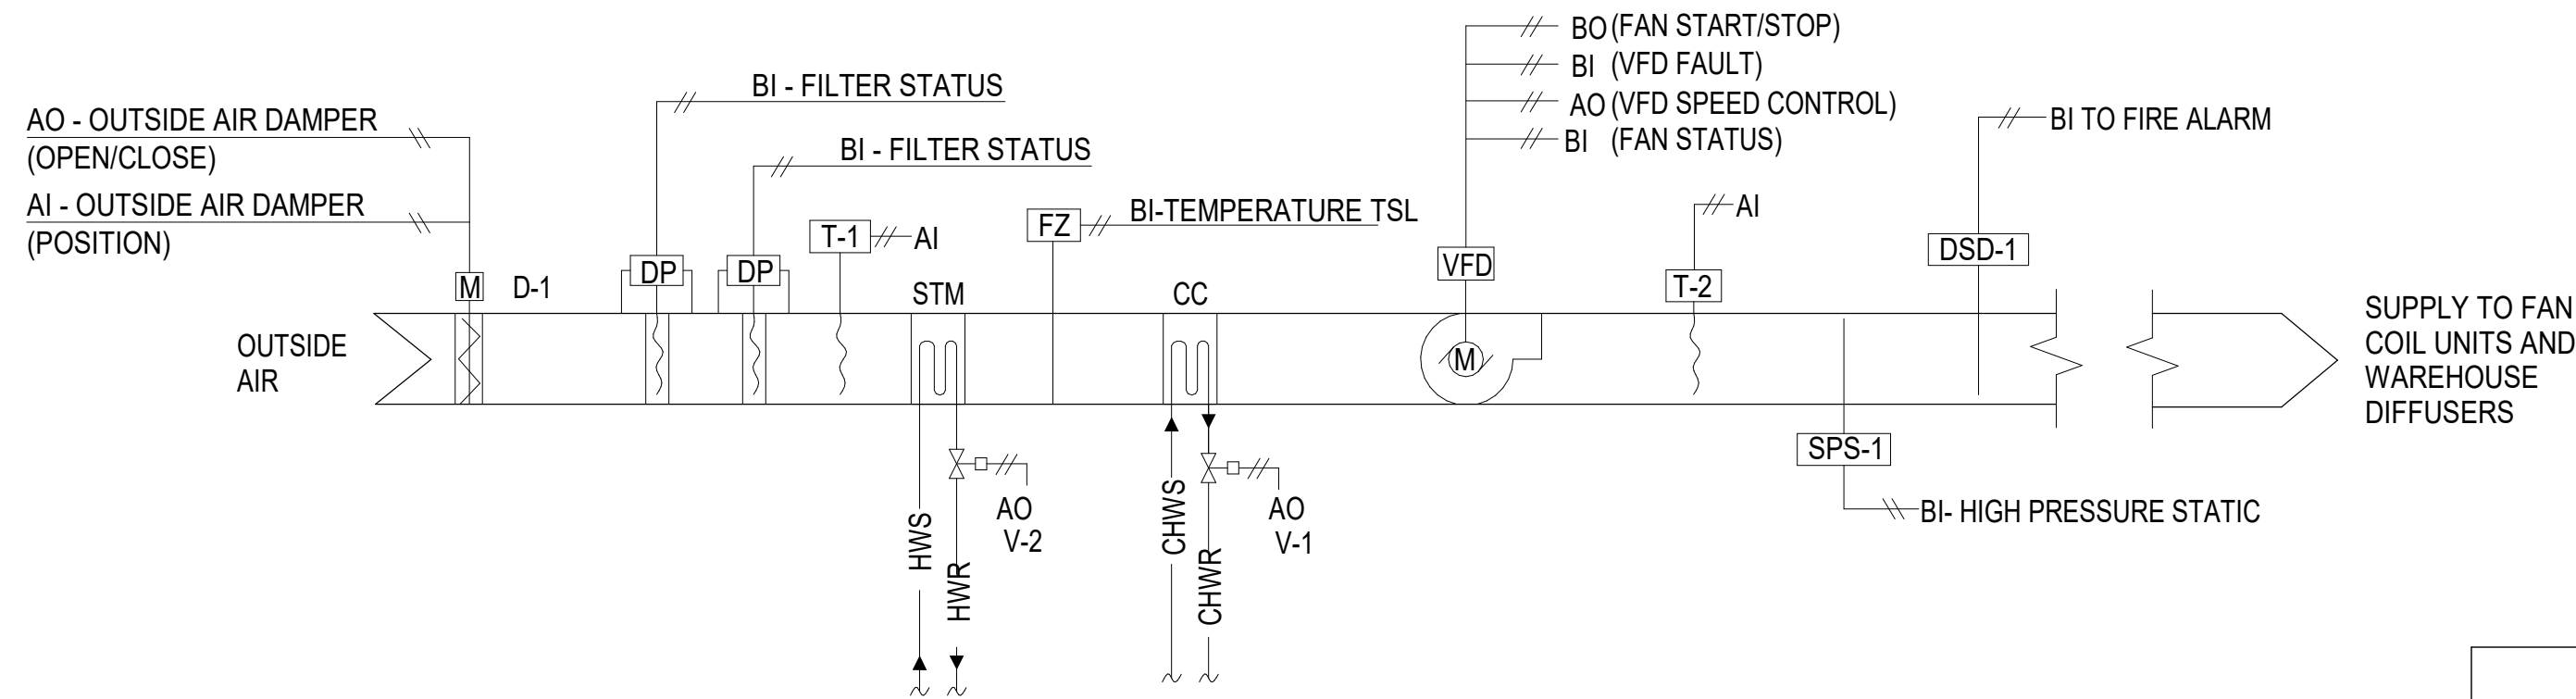 AO - OUTSIDE AIR DAMPER
(OPEN/CLOSE)
AI - OUTSIDE AIR DAMPER
(POSITION)
BI - FILTER STATUS
BI - FILTER STATUS
BO (FAN START/STOP)
BI (VFD FAULT)
AO (VFD SPEED CONTROL)
BI (FAN STATUS)
BI TO FIRE ALARM
BI-TEMPERATURE TSL
AI
AI
M
D-1
DP
DP
T-1
FZ
VFD
T-2
DSD-1
STM
CC
OUTSIDE
AIR
M
SUPPLY TO FAN
COIL UNITS AND
WAREHOUSE
DIFFUSERS
SPS-1
BI- HIGH PRESSURE STATIC
HWS
HWR
AO
V-2
CHWS
CHWR
AO
V-1